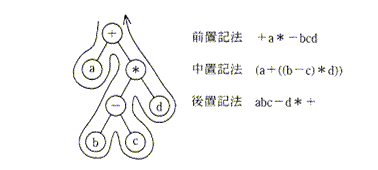 +
a
*
−
d
b
c
前置記法 +a*−bcd
中置記法 (a+((b−c)*d))
後置記法 abc−d*+